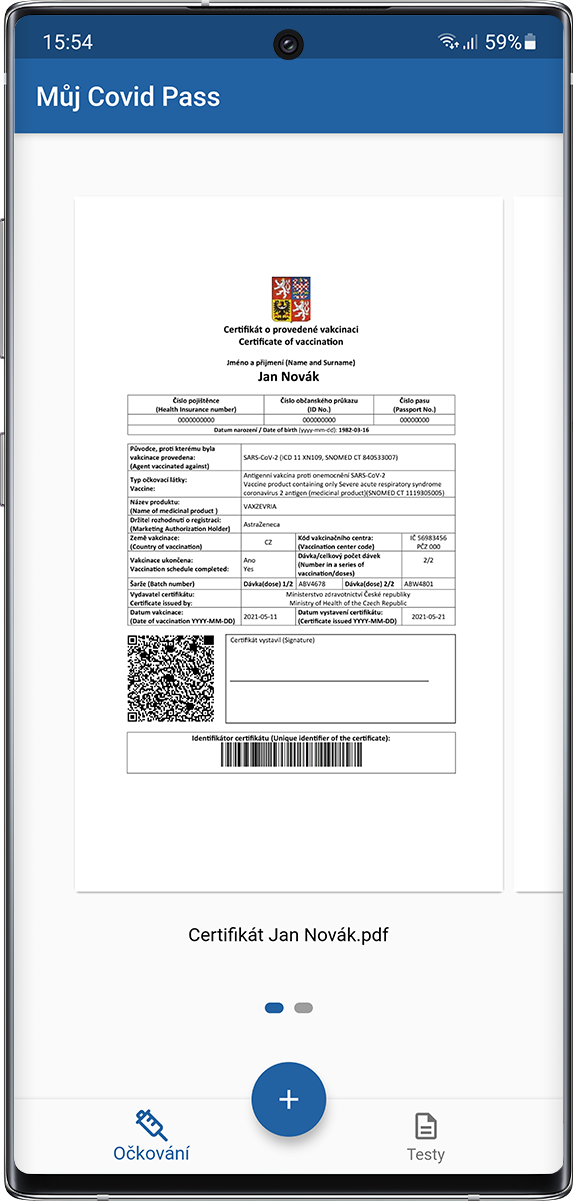 15:54 59%
Můj Covid Pass
Certifikát o provedené vakcinaci
Certificate of vaccination
Jméno a přijmení (Name and Surname)
Jan Novák
Číslo pojištěnce Číslo občanského průkazu Číslo pasu
(Health Insurance number) (ID No.) (Passport No.)
0000000000 000000000 00000000
Datum narození / Date of birth (yyyy-mm-dd): 1982-03-16
Původce, proti kterému byla
vakcinace provedena: SARS-CoV-2 (ICD 11 XN109, SNOMED CT 840533007)
(Agent vaccinated against)
Antigenní vakcína proti onemocnění SARS-CoV-2
Typ očkovací látky: Vaccine product containing only Severe acute respiratory syndrome
Vaccine: coronavirus 2 antigen (medicinal product)(SNOMED CT 1119305005)
Název produktu: VAXZEVRIA
(Name of medicinal product )
Držitel rozhodnutí o registraci: AstraZeneca
(Marketing Authorization Holder)
Země vakcinace: CZ Kód vakcinačního centra: IČ 56983456
(Country of vaccination) (Vaccination center code) PČZ 000
Vakcinace ukončena: Ano Dávka/celkový počet dávek 2/2
Vaccination schedule completed: Yes (Number in a series of
vaccination/doses)
Šarže (Batch number) Dávka(dose) 1/2 ABV4678 Dávka(dose) 2/2 ABW4801
Vydavatel certifikátu: Ministerstvo zdravotnictví České republiky
Certificate issued by: Ministry of Health of the Czech Republic
Datum vakcinace: 2021-05-11 Datum vystavení certifikátu: 2021-05-21
(Date of vaccination YYYY-MM-DD) (Certificate issued YYYY-MM-DD)
Certifikát vystavil (Signature)
Identifikátor certifikátu (Unique identifier of the certificate):
Certifikát Jan Novák.pdf
+
Očkování Testy